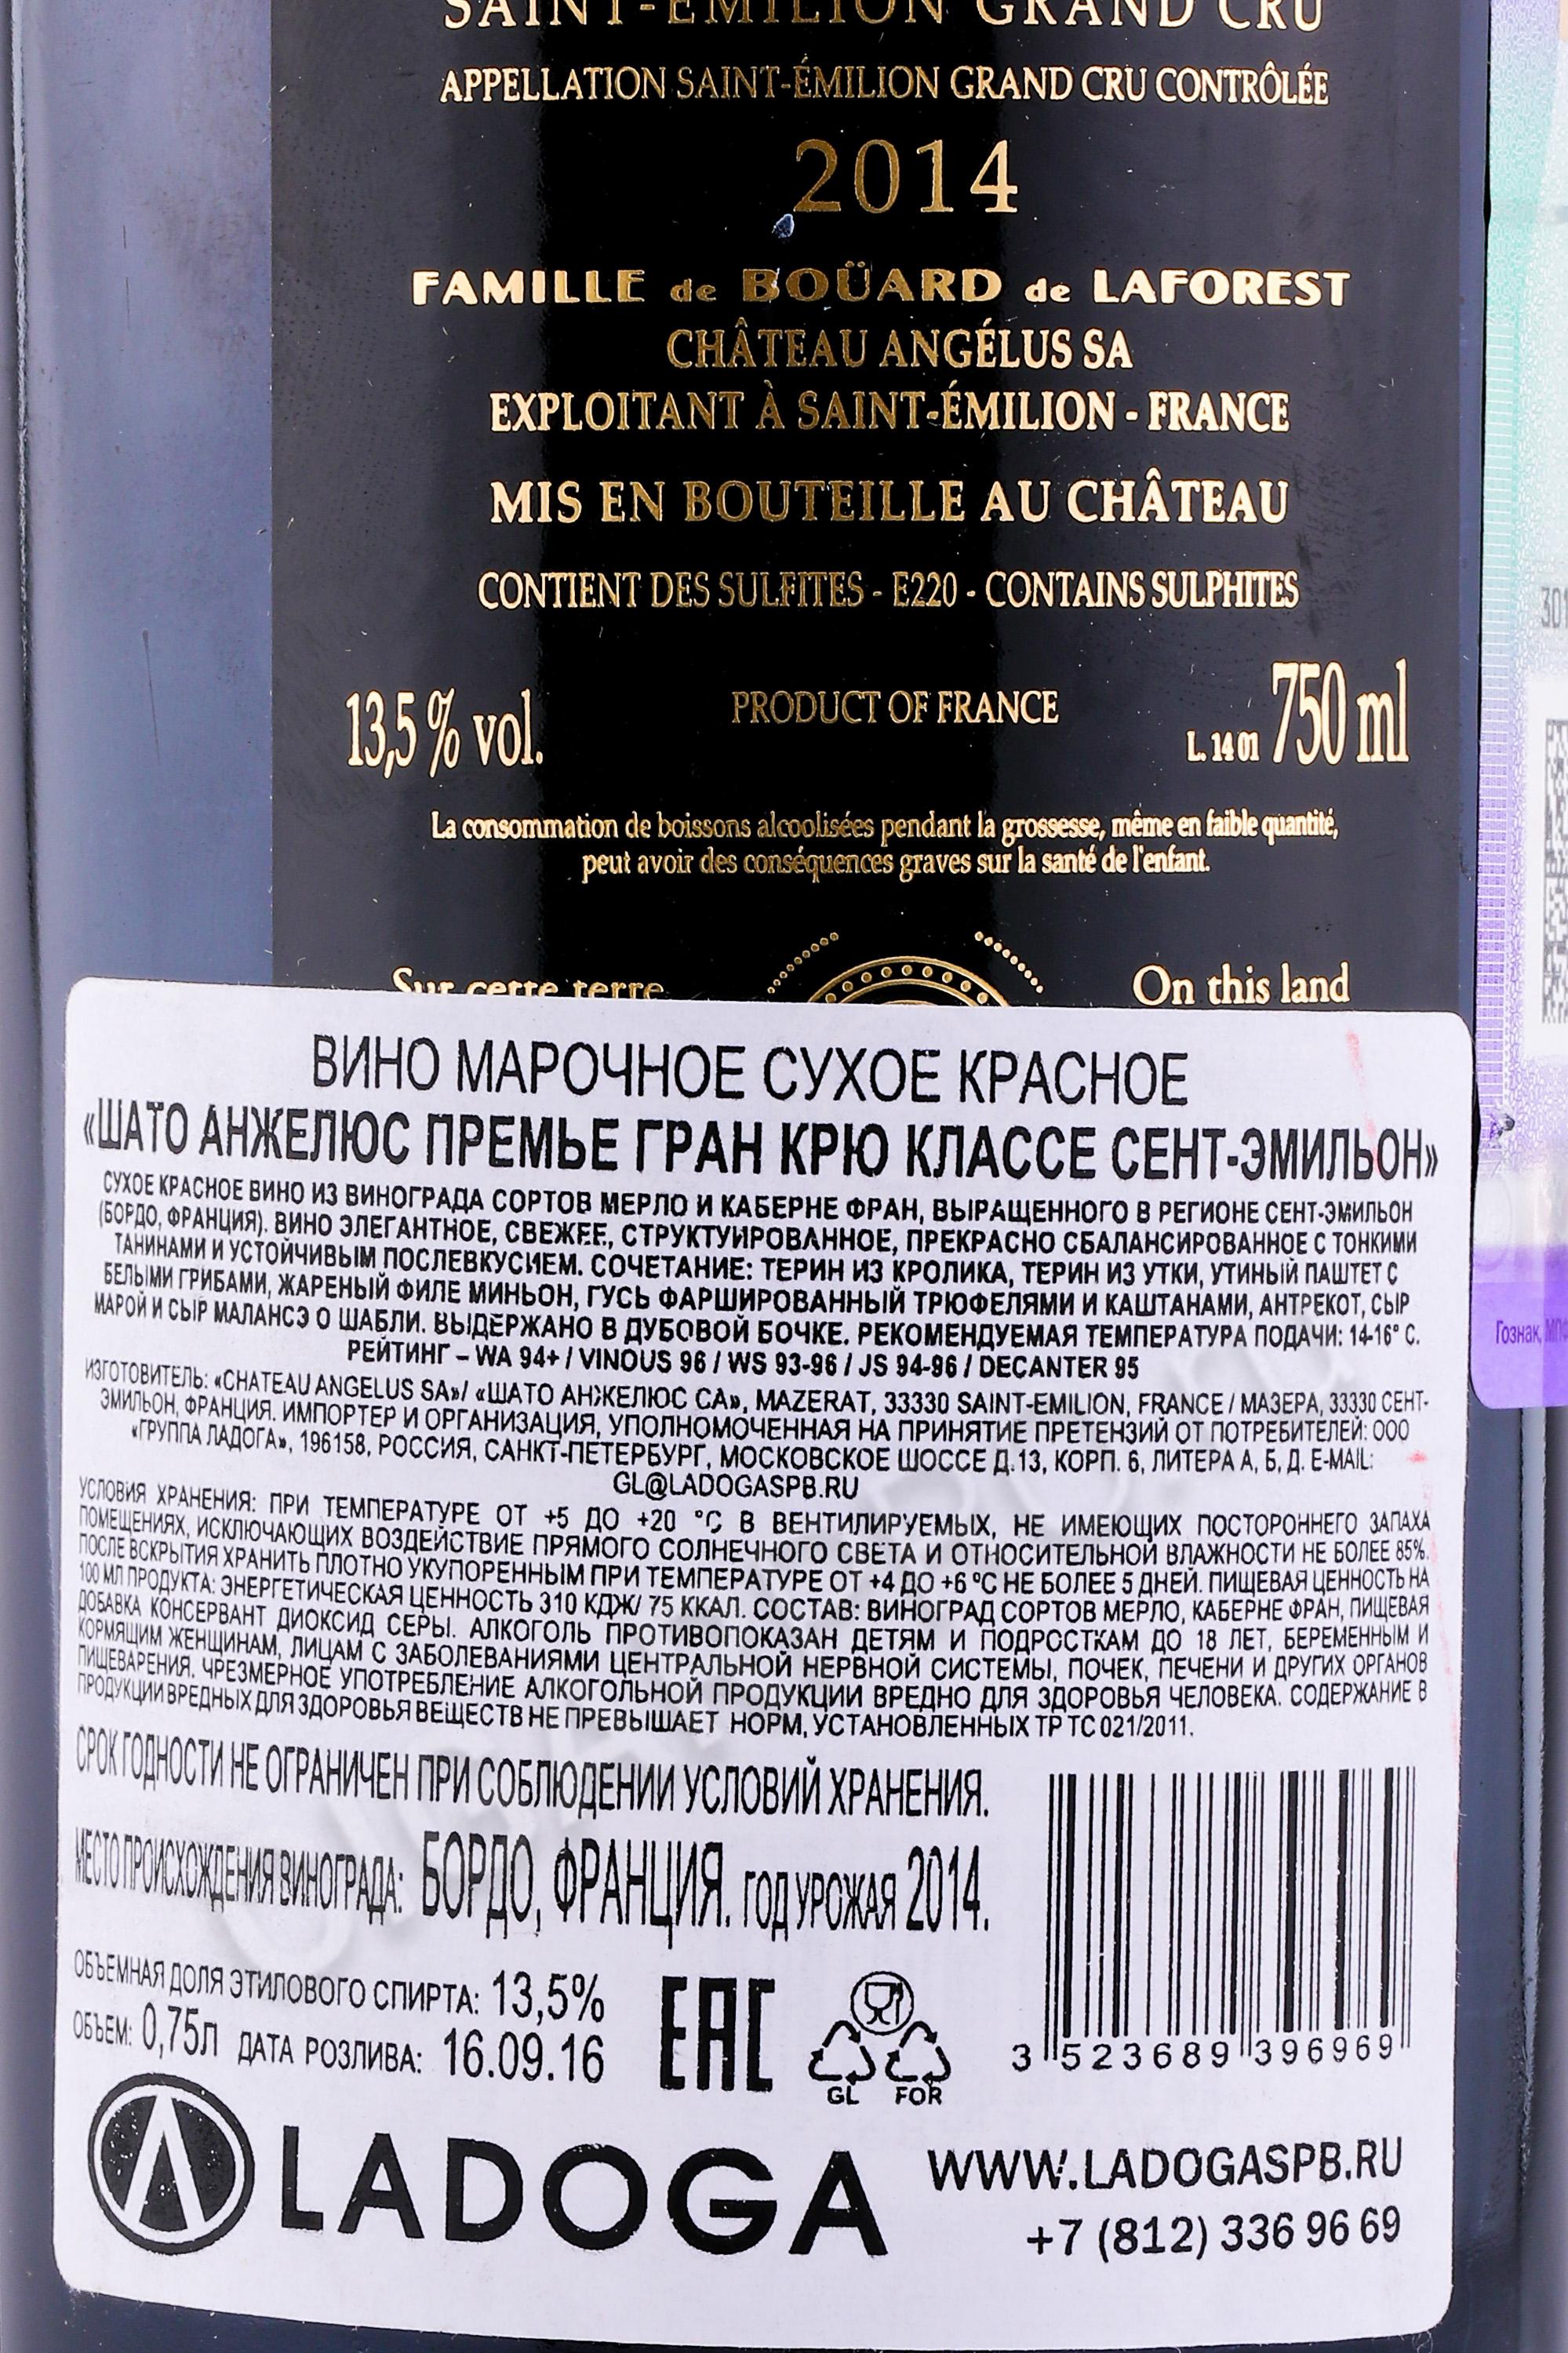 SAINT-EMILION GRAND CRU
APPELLATION SAINT-ÉMILION GRAND CRU CONTRÔLÉE
2014
FAMILLE de BOÜARD de LAFOREST
CHÂTEAU ANGÉLUS SA
EXPLOITANT À SAINT-ÉMILION - FRANCE
MIS EN BOUTEILLE AU CHÂTEAU
CONTIENT DES SULFITES - E220 - CONTAINS SULPHITES
13,5 % vol.
PRODUCT OF FRANCE
L. 14 01 750 ml
La consommation de boissons alcoolisées pendant la grossesse, même en faible quantité,
peut avoir des conséquences graves sur la santé de l'enfant.
Sur cette terre
On this land
ВИНО МАРОЧНОЕ СУХОЕ КРАСНОЕ
«ШАТО АНЖЕЛЮС ПРЕМЬЕ ГРАН КРЮ КЛАССЕ СЕНТ-ЭМИЛЬОН»
СУХОЕ КРАСНОЕ ВИНО ИЗ ВИНОГРАДА СОРТОВ МЕРЛО И КАБЕРНЕ ФРАН, ВЫРАЩЕННОГО В РЕГИОНЕ СЕНТ-ЭМИЛЬОН
(БОРДО, ФРАНЦИЯ). ВИНО ЭЛЕГАНТНОЕ, СВЕЖЕЕ, СТРУКТУИРОВАННОЕ, ПРЕКРАСНО СБАЛАНСИРОВАННОЕ С ТОНКИМИ
ТАНИНАМИ И УСТОЙЧИВЫМ ПОСЛЕВКУСИЕМ. СОЧЕТАНИЕ: ТЕРИН ИЗ КРОЛИКА, ТЕРИН ИЗ УТКИ, УТИНЫЙ ПАШТЕТ С
БЕЛЫМИ ГРИБАМИ, ЖАРЕНЫЙ ФИЛЕ МИНЬОН, ГУСЬ ФАРШИРОВАННЫЙ ТРЮФЕЛЯМИ И КАШТАНАМИ, АНТРЕКОТ, СЫР
МАРОЙ И СЫР МАЛАНСЭ О ШАБЛИ. ВЫДЕРЖАНО В ДУБОВОЙ БОЧКЕ. РЕКОМЕНДУЕМАЯ ТЕМПЕРАТУРА ПОДАЧИ: 14-16° С.
РЕЙТИНГ – WA 94+ / VINOUS 96 / WS 93-96 / JS 94-96 / DECANTER 95
ИЗГОТОВИТЕЛЬ: «CHATEAU ANGELUS SA»/ «ШАТО АНЖЕЛЮС СА», MAZERAT, 33330 SAINT-EMILION, FRANCE / МАЗЕРА, 33330 СЕНТ-
ЭМИЛЬОН, ФРАНЦИЯ. ИМПОРТЕР И ОРГАНИЗАЦИЯ, УПОЛНОМОЧЕННАЯ НА ПРИНЯТИЕ ПРЕТЕНЗИЙ ОТ ПОТРЕБИТЕЛЕЙ: ООО
«ГРУППА ЛАДОГА», 196158, РОССИЯ, САНКТ-ПЕТЕРБУРГ, МОСКОВСКОЕ ШОССЕ Д.13, КОРП. 6, ЛИТЕРА А, Б, Д. E-MAIL:
GL@LADOGASPB.RU
УСЛОВИЯ ХРАНЕНИЯ: ПРИ ТЕМПЕРАТУРЕ ОТ +5 ДО +20 °С В ВЕНТИЛИРУЕМЫХ, НЕ ИМЕЮЩИХ ПОСТОРОННЕГО ЗАПАХА
ПОМЕЩЕНИЯХ, ИСКЛЮЧАЮЩИХ ВОЗДЕЙСТВИЕ ПРЯМОГО СОЛНЕЧНОГО СВЕТА И ОТНОСИТЕЛЬНОЙ ВЛАЖНОСТИ НЕ БОЛЕЕ 85%.
ПОСЛЕ ВСКРЫТИЯ ХРАНИТЬ ПЛОТНО УКУПОРЕННЫМ ПРИ ТЕМПЕРАТУРЕ ОТ +4 ДО +6 °С НЕ БОЛЕЕ 5 ДНЕЙ. ПИЩЕВАЯ ЦЕННОСТЬ НА
100 МЛ ПРОДУКТА: ЭНЕРГЕТИЧЕСКАЯ ЦЕННОСТЬ 310 КДЖ/ 75 ККАЛ. СОСТАВ: ВИНОГРАД СОРТОВ МЕРЛО, КАБЕРНЕ ФРАН, ПИЩЕВАЯ
ДОБАВКА КОНСЕРВАНТ ДИОКСИД СЕРЫ. АЛКОГОЛЬ ПРОТИВОПОКАЗАН ДЕТЯМ И ПОДРОСТКАМ ДО 18 ЛЕТ, БЕРЕМЕННЫМ И
КОРМЯЩИМ ЖЕНЩИНАМ, ЛИЦАМ С ЗАБОЛЕВАНИЯМИ ЦЕНТРАЛЬНОЙ НЕРВНОЙ СИСТЕМЫ, ПОЧЕК, ПЕЧЕНИ И ДРУГИХ ОРГАНОВ
ПИЩЕВАРЕНИЯ. ЧРЕЗМЕРНОЕ УПОТРЕБЛЕНИЕ АЛКОГОЛЬНОЙ ПРОДУКЦИИ ВРЕДНО ДЛЯ ЗДОРОВЬЯ ЧЕЛОВЕКА. СОДЕРЖАНИЕ В
ПРОДУКЦИИ ВРЕДНЫХ ДЛЯ ЗДОРОВЬЯ ВЕЩЕСТВ НЕ ПРЕВЫШАЕТ НОРМ, УСТАНОВЛЕННЫХ ТР ТС 021/2011.
СРОК ГОДНОСТИ НЕ ОГРАНИЧЕН ПРИ СОБЛЮДЕНИИ УСЛОВИЙ ХРАНЕНИЯ.
МЕСТО ПРОИСХОЖДЕНИЯ ВИНОГРАДА: БОРДО, ФРАНЦИЯ. ГОД УРОЖАЯ 2014.
ОБЪЕМНАЯ ДОЛЯ ЭТИЛОВОГО СПИРТА: 13,5%
ОБЪЕМ: 0,75Л ДАТА РОЗЛИВА: 16.09.16
EAC
GL FOR
3 523689 396969
LADOGA
WWW.LADOGASPB.RU
+7 (812) 336 96 69
301
Гознак,